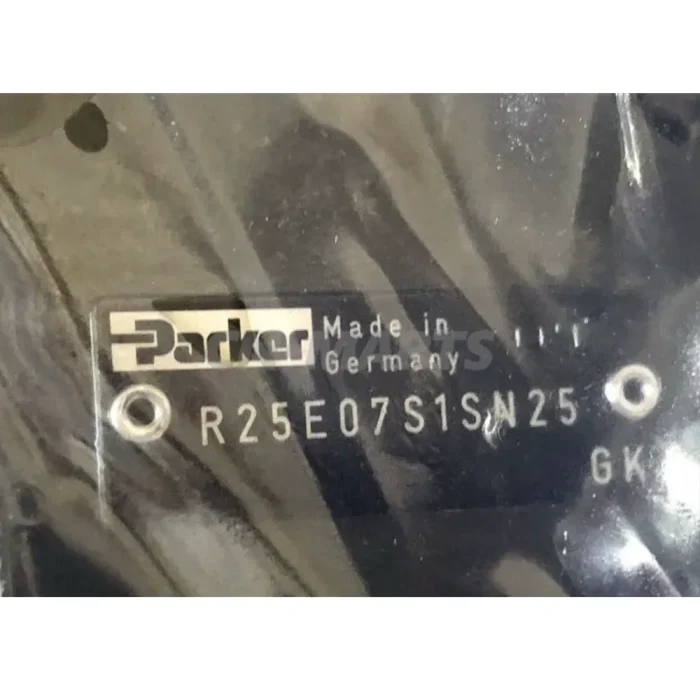 Parker Made in
Germany
R25E07S1SN25
GK